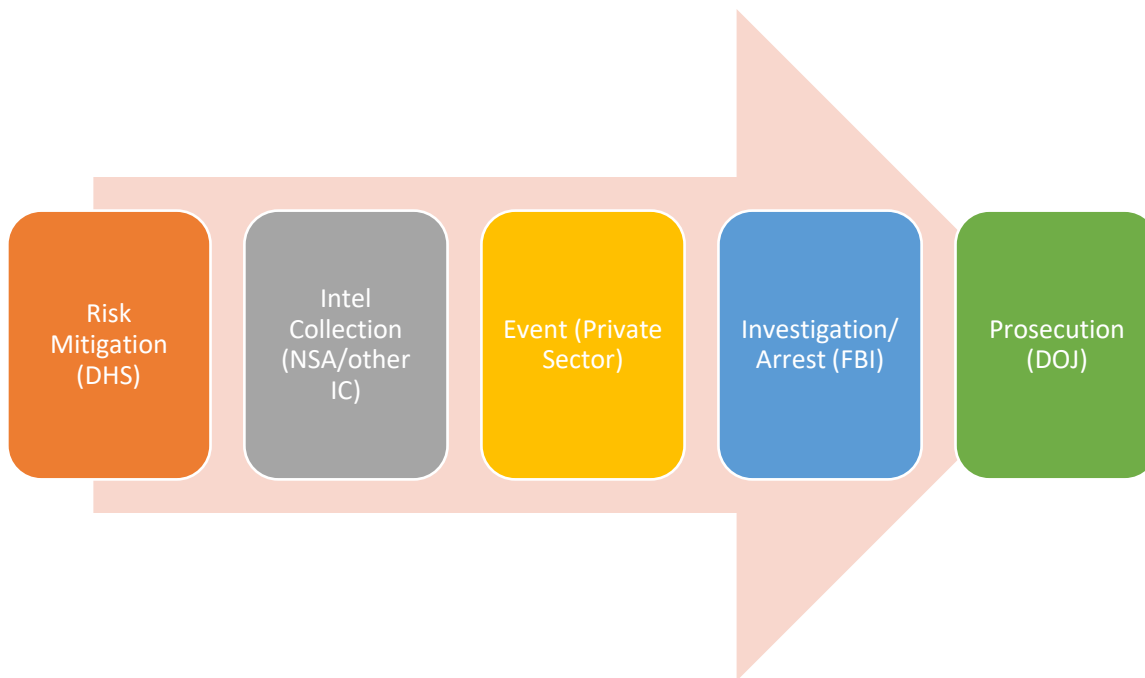 Risk
Mitigation
(DHS)
Intel
Collection
(NSA/other
IC)
Event (Private
Sector)
Investigation/
Arrest (FBI)
Prosecution
(DOJ)